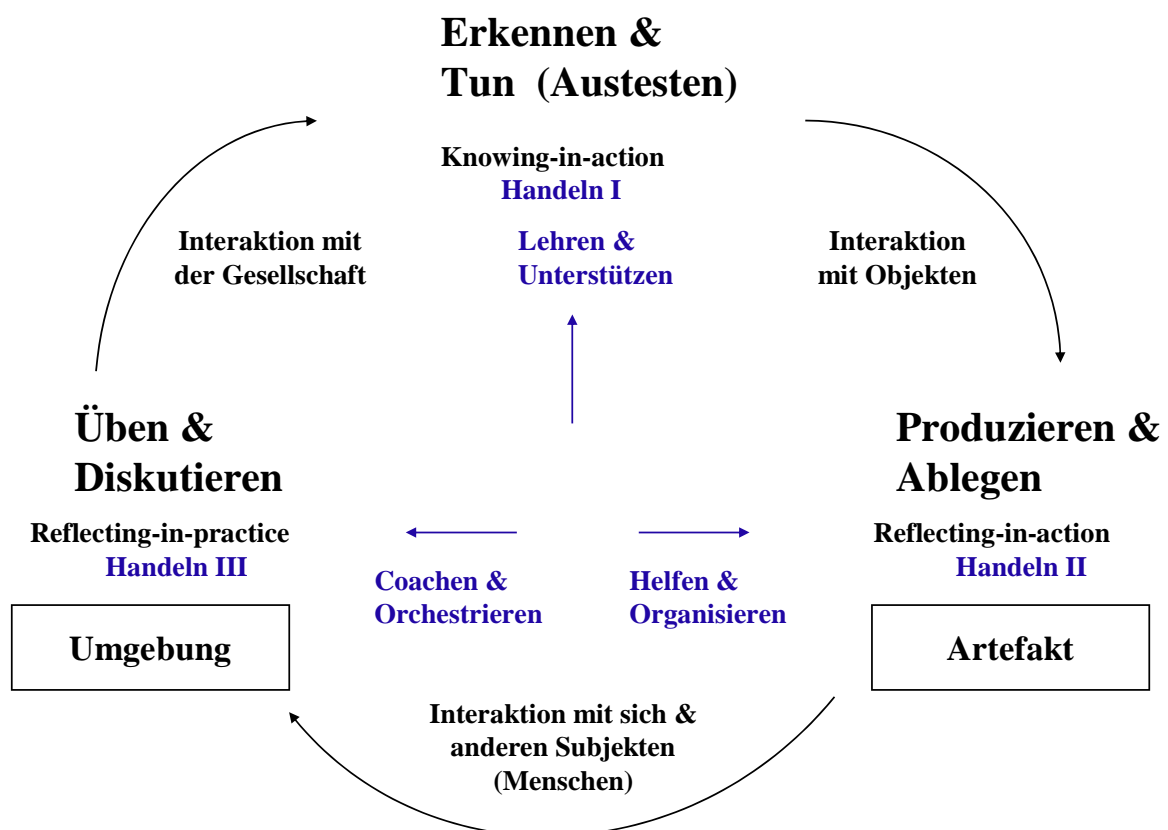 Erkennen &
Tun (Austesten)
Knowing-in-action
Handeln I
Interaktion mit
der Gesellschaft
Lehren &
Unterstützen
Interaktion
mit Objekten
Üben &
Diskutieren
Reflecting-in-practice
Handeln III
Umgebung
Coachen &
Orchestrieren
Helfen &
Organisieren
Produzieren &
Ablegen
Reflecting-in-action
Handeln II
Artefakt
Interaktion mit sich &
anderen Subjekten
(Menschen)